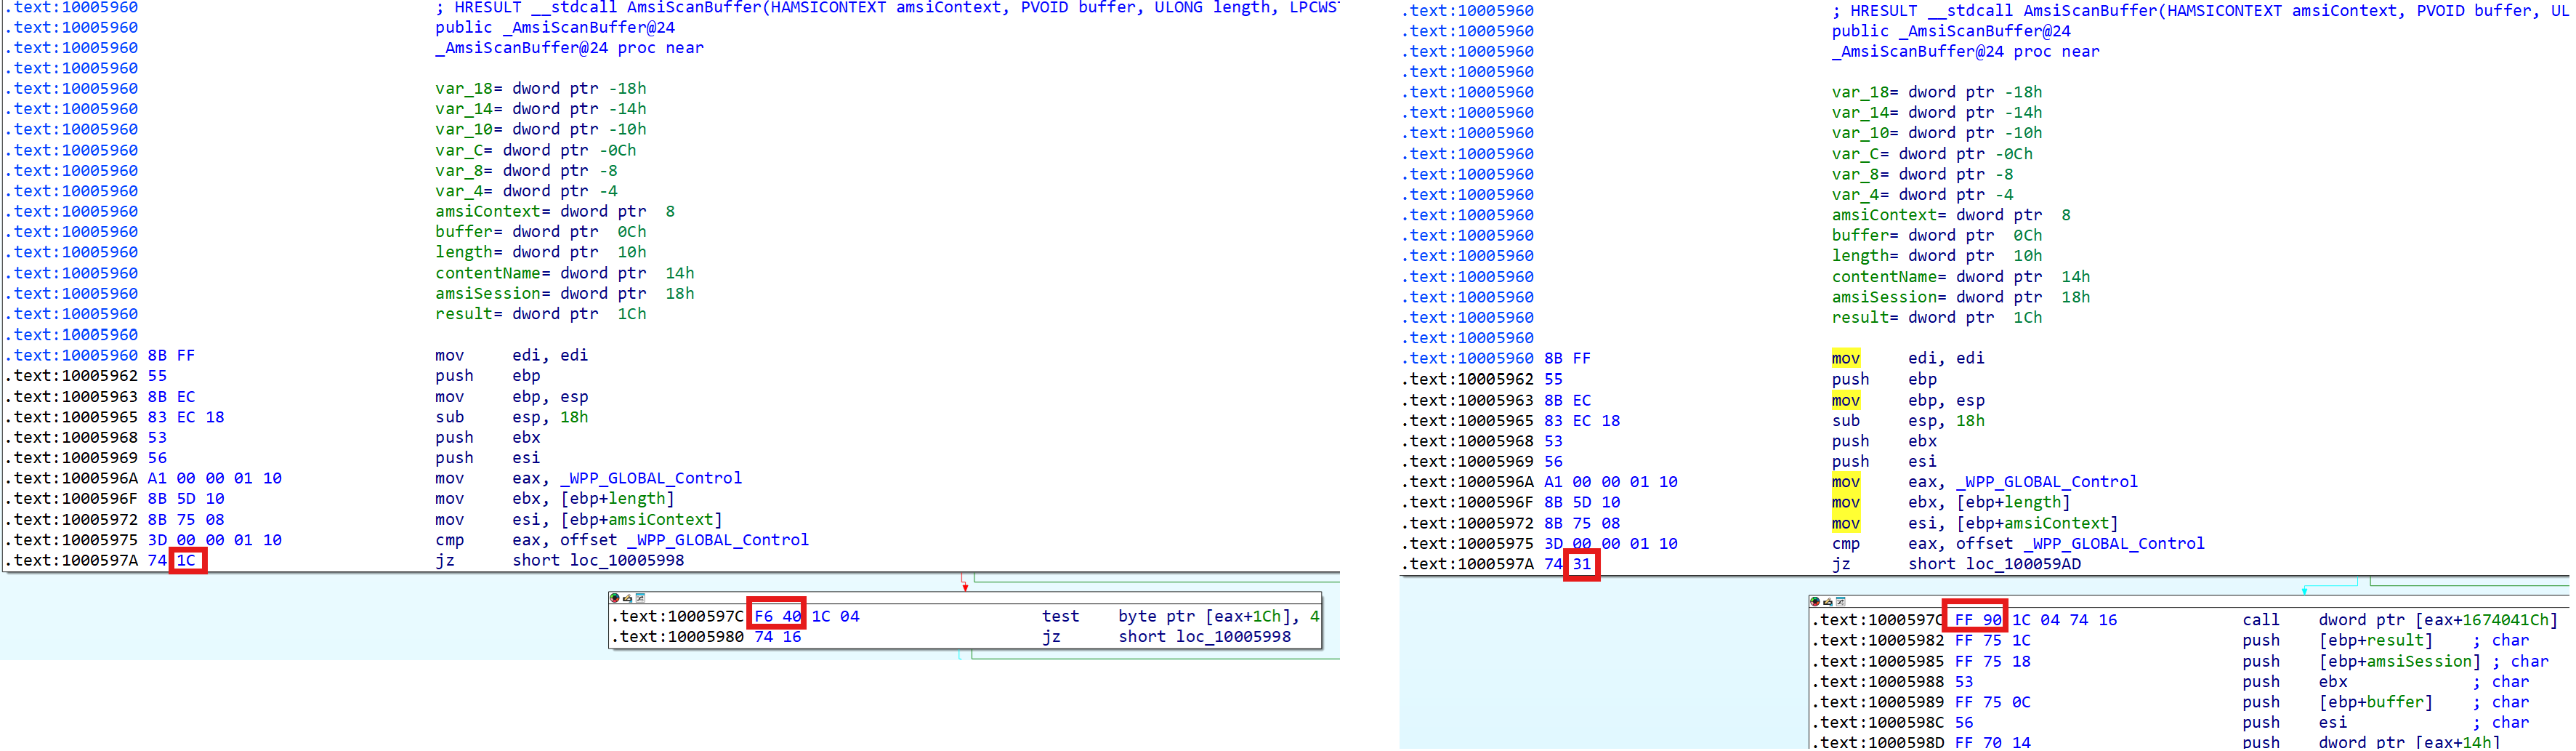 .text:10005960 ; HRESULT __stdcall AmsiScanBuffer(HAMSICONTEXT amsiContext, PVOID buffer, ULONG length, LPCWS
.text:10005960 public _AmsiScanBuffer@24
.text:10005960 _AmsiScanBuffer@24 proc near
.text:10005960
.text:10005960 var_18= dword ptr -18h
.text:10005960 var_14= dword ptr -14h
.text:10005960 var_10= dword ptr -10h
.text:10005960 var_C= dword ptr -0Ch
.text:10005960 var_8= dword ptr -8
.text:10005960 var_4= dword ptr -4
.text:10005960 amsiContext= dword ptr 8
.text:10005960 buffer= dword ptr 0Ch
.text:10005960 length= dword ptr 10h
.text:10005960 contentName= dword ptr 14h
.text:10005960 amsiSession= dword ptr 18h
.text:10005960 result= dword ptr 1Ch
.text:10005960
.text:10005960 8B FF mov edi, edi
.text:10005962 55 push ebp
.text:10005963 8B EC mov ebp, esp
.text:10005965 83 EC 18 sub esp, 18h
.text:10005968 53 push ebx
.text:10005969 56 push esi
.text:1000596A A1 00 00 01 10 mov eax, _WPP_GLOBAL_Control
.text:1000596F 8B 5D 10 mov ebx, [ebp+length]
.text:10005972 8B 75 08 mov esi, [ebp+amsiContext]
.text:10005975 3D 00 00 01 10 cmp eax, offset _WPP_GLOBAL_Control
.text:1000597A 74 1C jz short loc_10005998
.text:1000597C F6 40 1C 04 test byte ptr [eax+1Ch], 4
.text:10005980 74 16 jz short loc_10005998
.text:10005960 ; HRESULT __stdcall AmsiScanBuffer(HAMSICONTEXT amsiContext, PVOID buffer, UL
.text:10005960 public _AmsiScanBuffer@24
.text:10005960 _AmsiScanBuffer@24 proc near
.text:10005960
.text:10005960 var_18= dword ptr -18h
.text:10005960 var_14= dword ptr -14h
.text:10005960 var_10= dword ptr -10h
.text:10005960 var_C= dword ptr -0Ch
.text:10005960 var_8= dword ptr -8
.text:10005960 var_4= dword ptr -4
.text:10005960 amsiContext= dword ptr 8
.text:10005960 buffer= dword ptr 0Ch
.text:10005960 length= dword ptr 10h
.text:10005960 contentName= dword ptr 14h
.text:10005960 amsiSession= dword ptr 18h
.text:10005960 result= dword ptr 1Ch
.text:10005960
.text:10005960 8B FF mov edi, edi
.text:10005962 55 push ebp
.text:10005963 8B EC mov ebp, esp
.text:10005965 83 EC 18 sub esp, 18h
.text:10005968 53 push ebx
.text:10005969 56 push esi
.text:1000596A A1 00 00 01 10 mov eax, _WPP_GLOBAL_Control
.text:1000596F 8B 5D 10 mov ebx, [ebp+length]
.text:10005972 8B 75 08 mov esi, [ebp+amsiContext]
.text:10005975 3D 00 00 01 10 cmp eax, offset _WPP_GLOBAL_Control
.text:1000597A 74 31 jz short loc_100059AD
.text:1000597C FF 90 1C 04 74 16 call dword ptr [eax+1674041Ch]
.text:10005982 FF 75 1C push [ebp+result] ; char
.text:10005985 FF 75 18 push [ebp+amsiSession] ; char
.text:10005988 53 push ebx ; char
.text:10005989 FF 75 0C push [ebp+buffer] ; char
.text:1000598C 56 push esi ; char
.text:1000598D FF 70 14 push dword ptr [eax+14h]